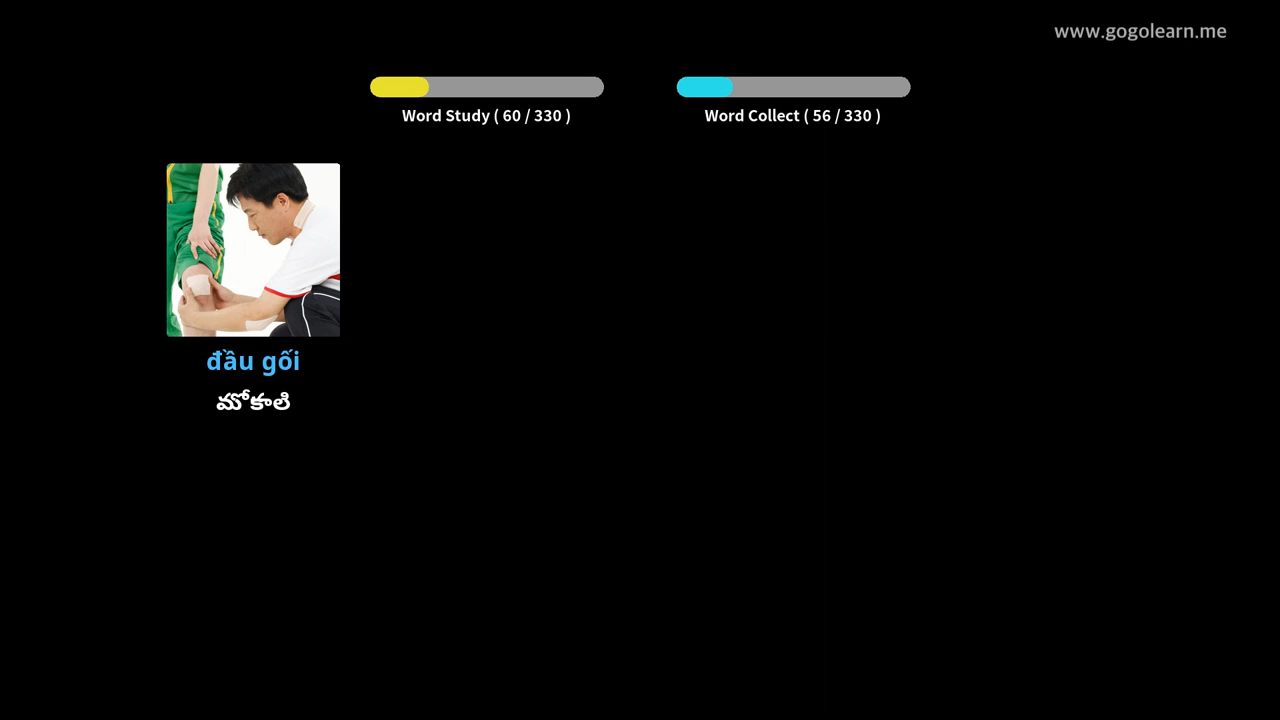 www.gogolearn.me
Word Study ( 60 / 330 )
Word Collect ( 56 / 330 )
đầu gối
మోకాలి